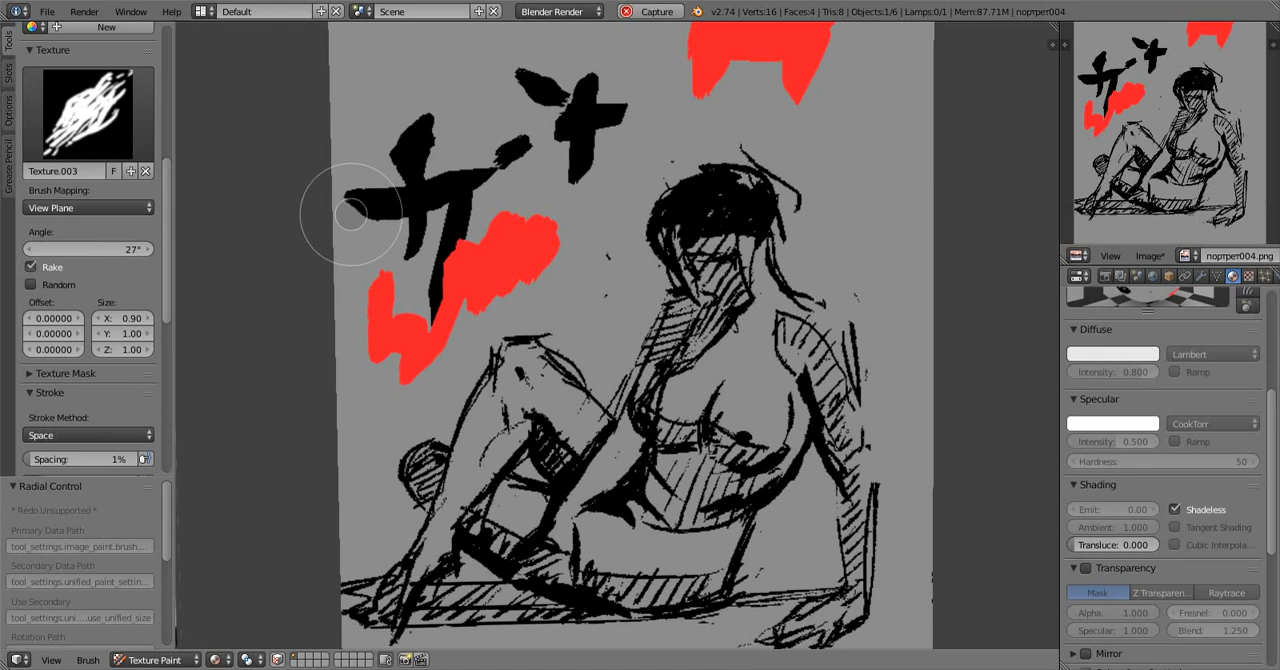 File Render Window Help Default Scene Blender Render Capture v2.74 | Verts:16 | Faces:4 | Tris:8 | Objects:1/6 | Lamps:0/1 | Mem:87.71M | портрет004
Tools
Slots
Options
Grease Pencil
New
Texture
Texture.003 F
Brush Mapping:
View Plane
Angle:
27°
Rake
Random
Offset: Size:
0.00000 X: 0.90
0.00000 Y: 1.00
0.00000 Z: 1.00
Texture Mask
Stroke
Stroke Method:
Space
Spacing: 1%
Radial Control
* Redo Unsupported *
Primary Data Path
tool_settings.image_paint.brush....
Secondary Data Path
tool_settings.unified_paint_settin...
Use Secondary
tool_settings.uni....use_unified_size
Rotation Path
View Brush Texture Paint
View Image* портрет004.png
Diffuse
Lambert
Intensity: 0.800 Ramp
Specular
CookTorr
Intensity: 0.500 Ramp
Hardness: 50
Shading
Emit: 0.00 Shadeless
Ambient: 1.000 Tangent Shading
Transluce: 0.000 Cubic Interpola...
Transparency
Mask Z Transparen... Raytrace
Alpha: 1.000 Fresnel: 0.000
Specular: 1.000 Blend: 1.250
Mirror